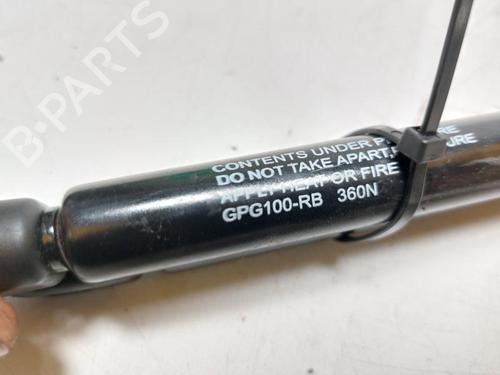 B-PARTS
CONTENTS UNDER
DO NOT TAKE APART,
APPLY HEAT OR FIRE
GPG100-RB 360N